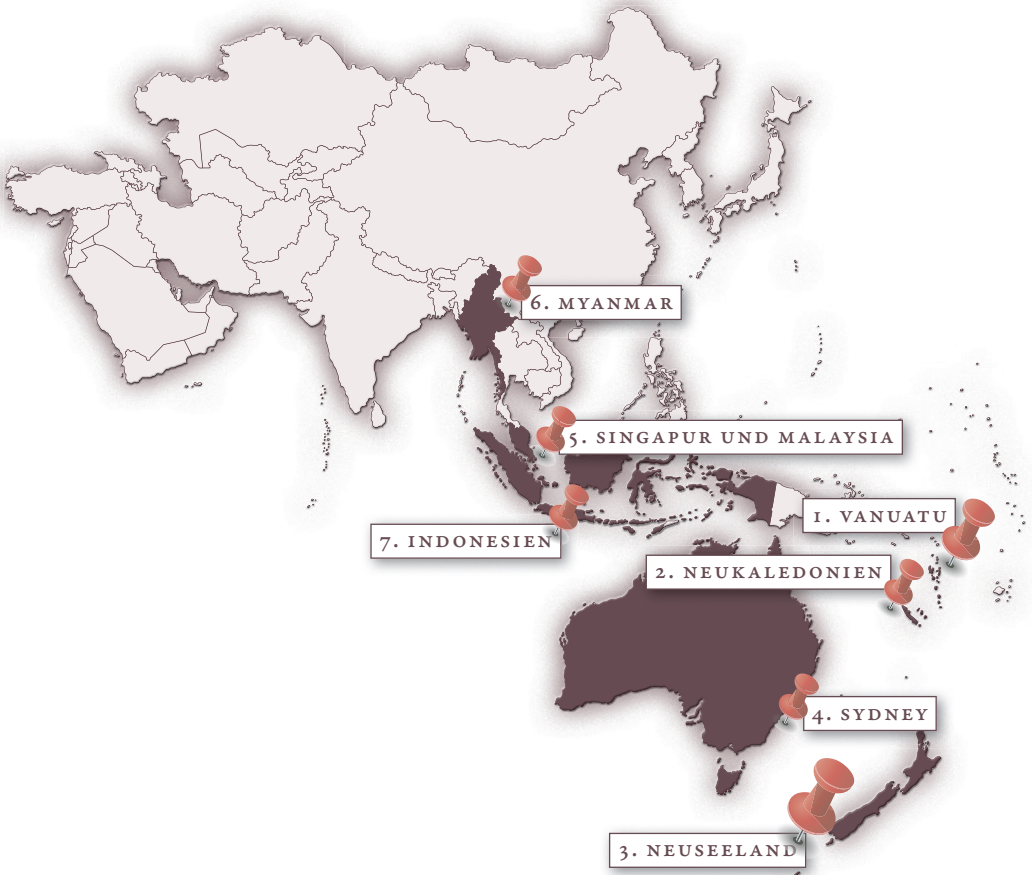 6. MYANMAR
5. SINGAPUR UND MALAYSIA
1. VANUATU
7. INDONESIEN
2. NEUKALEDONIEN
4. SYDNEY
3. NEUSEELAND